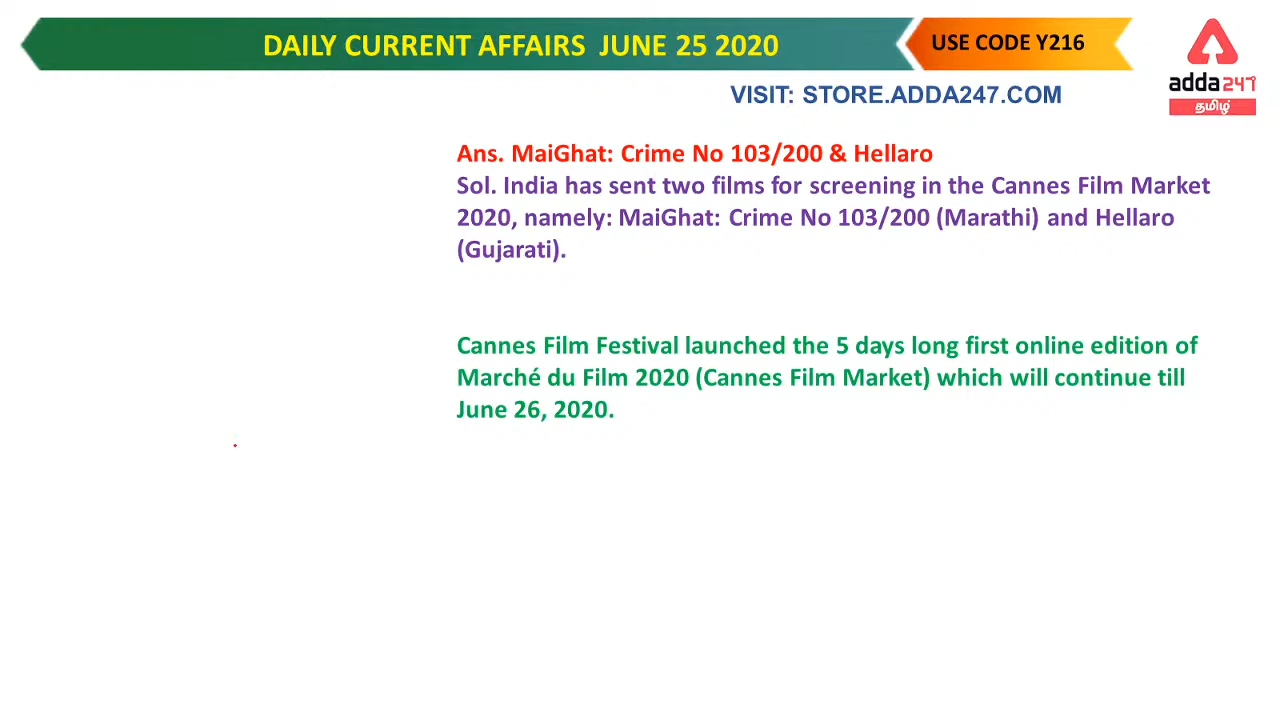 DAILY CURRENT AFFAIRS  JUNE 25 2020
USE CODE Y216
adda247
தமிழ்
VISIT: STORE.ADDA247.COM
Ans. MaiGhat: Crime No 103/200 & Hellaro
Sol. India has sent two films for screening in the Cannes Film Market
2020, namely: MaiGhat: Crime No 103/200 (Marathi) and Hellaro
(Gujarati).
Cannes Film Festival launched the 5 days long first online edition of
Marché du Film 2020 (Cannes Film Market) which will continue till
June 26, 2020.